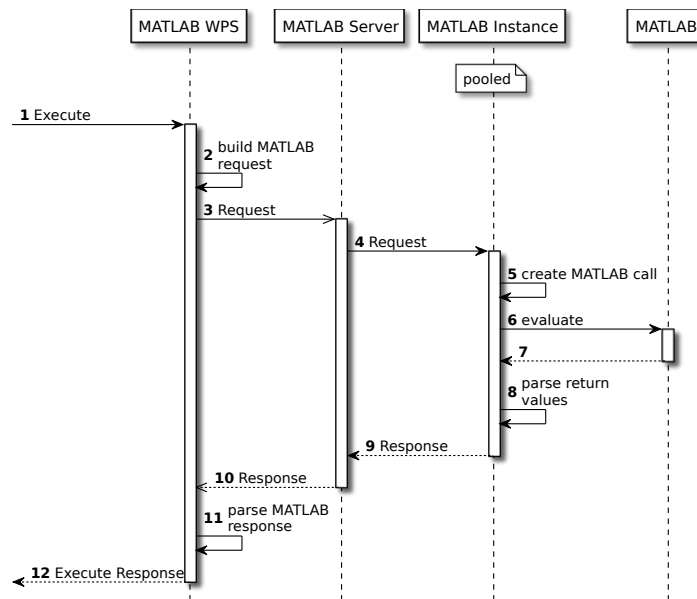 MATLAB WPS
MATLAB Server
MATLAB Instance
MATLAB
pooled
1 Execute
2 build MATLAB
request
3 Request
4 Request
5 create MATLAB call
6 evaluate
7
8 parse return
values
9 Response
10 Response
11 parse MATLAB
response
12 Execute Response